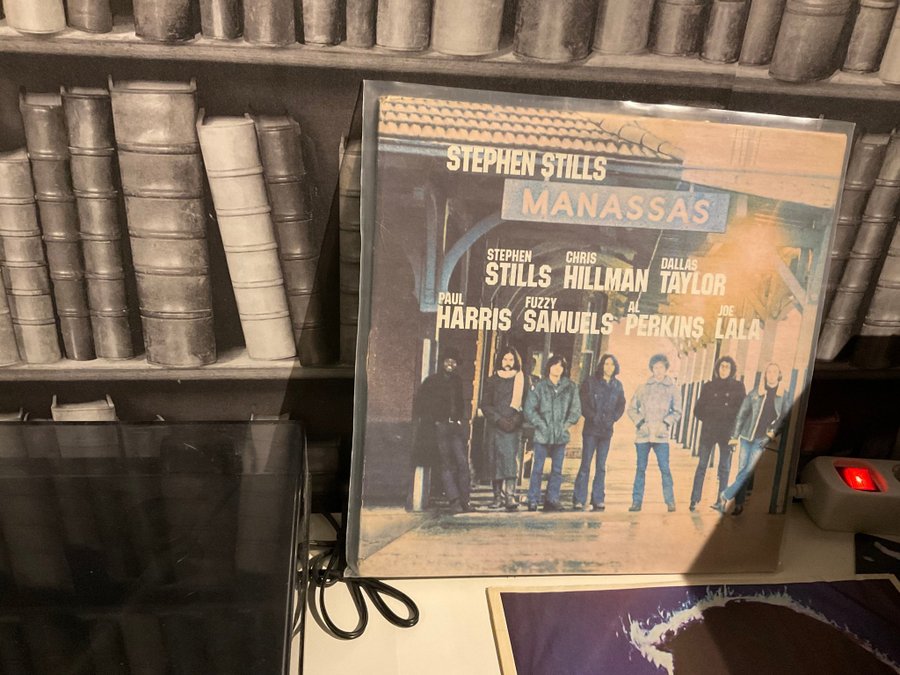 STEPHEN STILLS
MANASSAS
STEPHEN STILLS CHRIS HILLMAN DALLAS TAYLOR
PAUL HARRIS FUZZY SAMUELS AL PERKINS JOE LALA